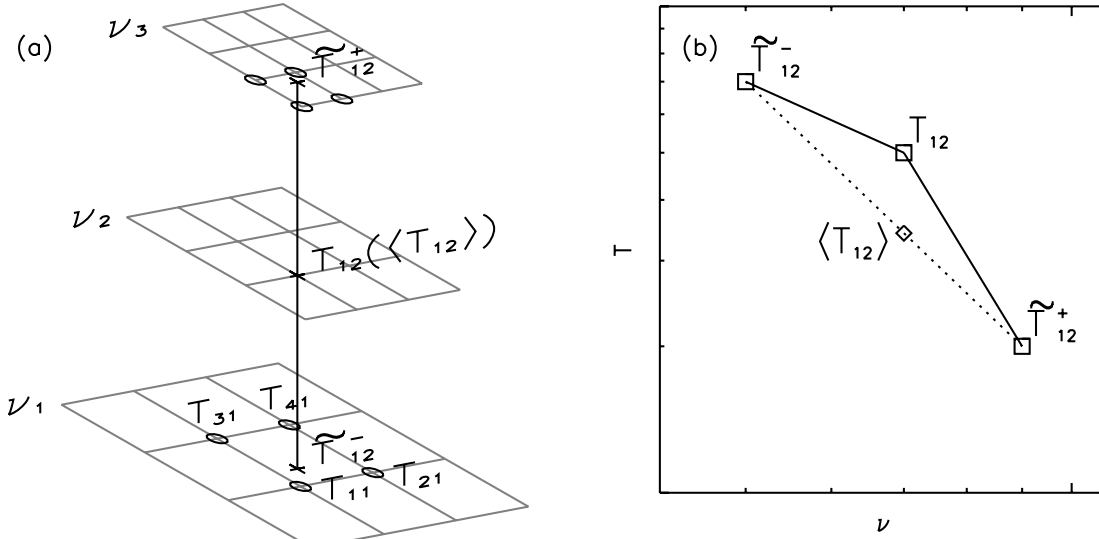 (a)
ν₃
T̃₁₂⁺
ν₂
T₁₂(⟨T₁₂⟩)
ν₁
T₃₁
T₄₁
T̃₁₂⁻
T₁₁
T₂₁
(b)
T̃₁₂⁻
T₁₂
⟨T₁₂⟩
T̃₁₂⁺
T
ν